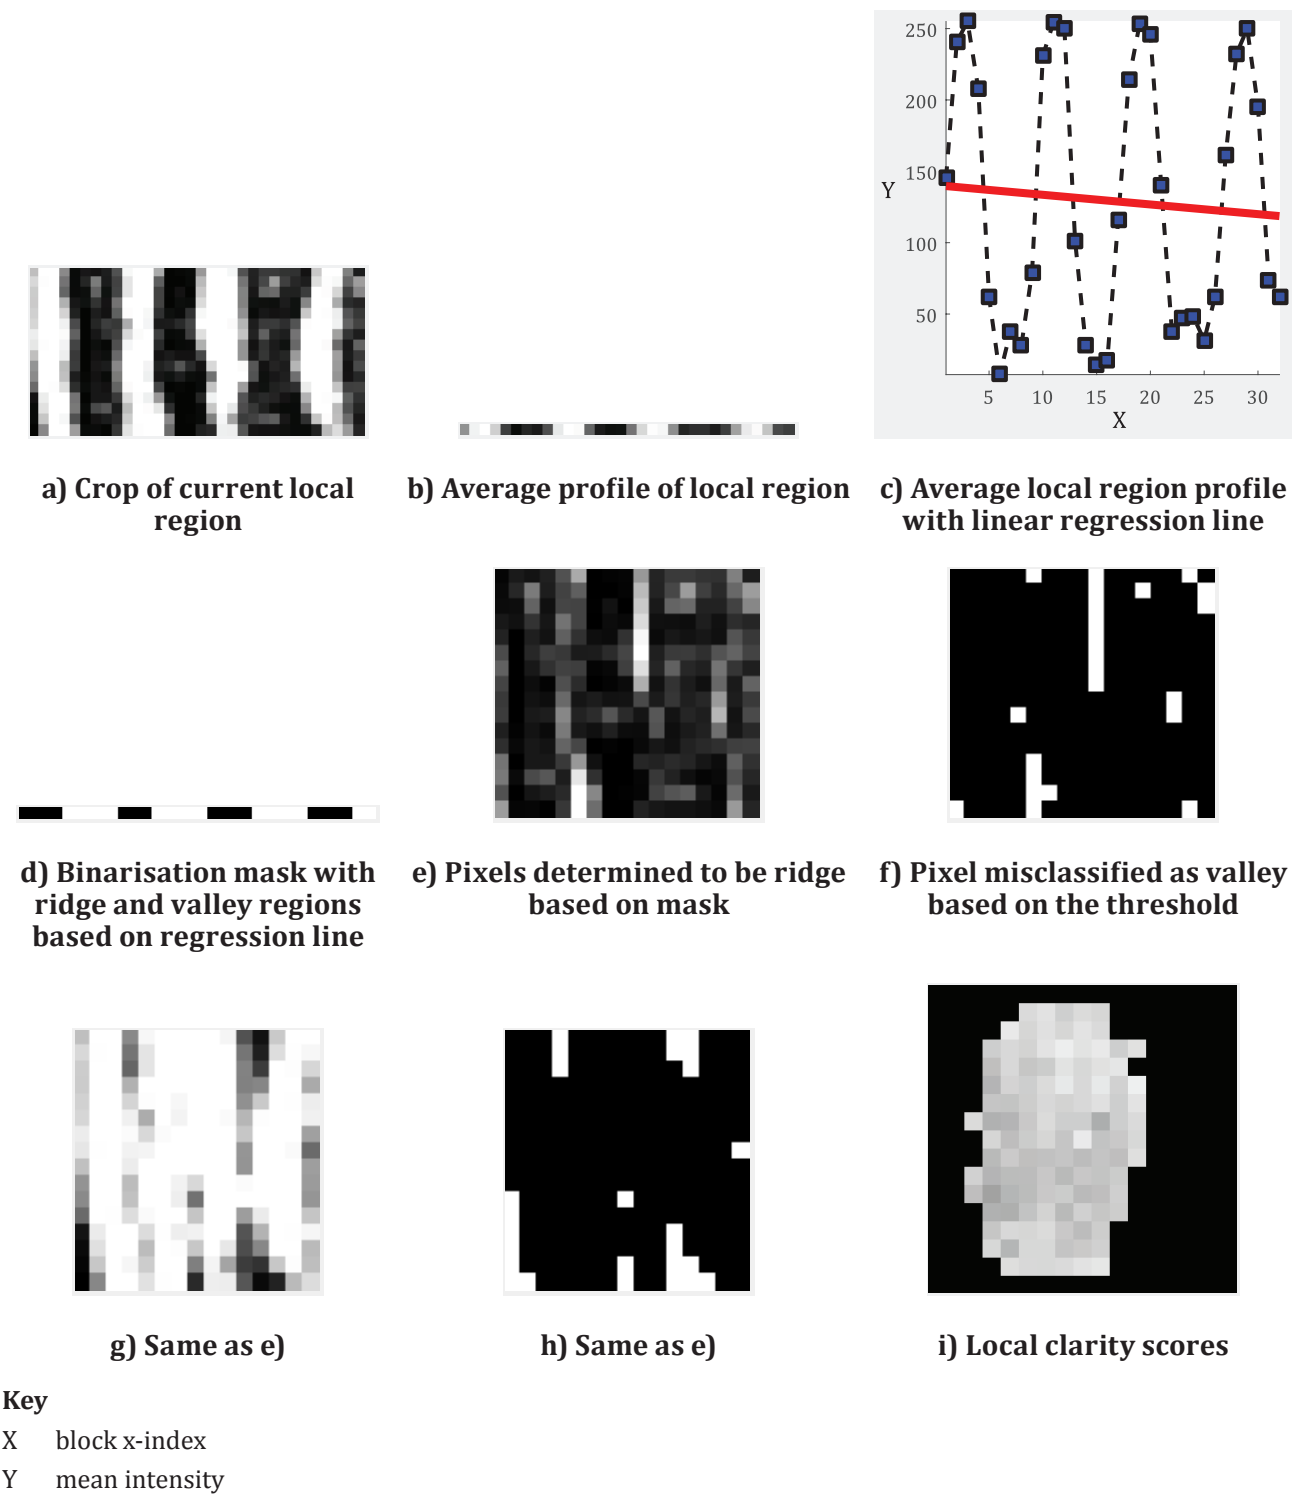 250
200
150
100
50
Y
5 10 15 20 25 30
X
a) Crop of current local
region
b) Average profile of local region
c) Average local region profile
with linear regression line
d) Binarisation mask with
ridge and valley regions
based on regression line
e) Pixels determined to be ridge
based on mask
f) Pixel misclassified as valley
based on the threshold
g) Same as e)
h) Same as e)
i) Local clarity scores
Key
X block x-index
Y mean intensity